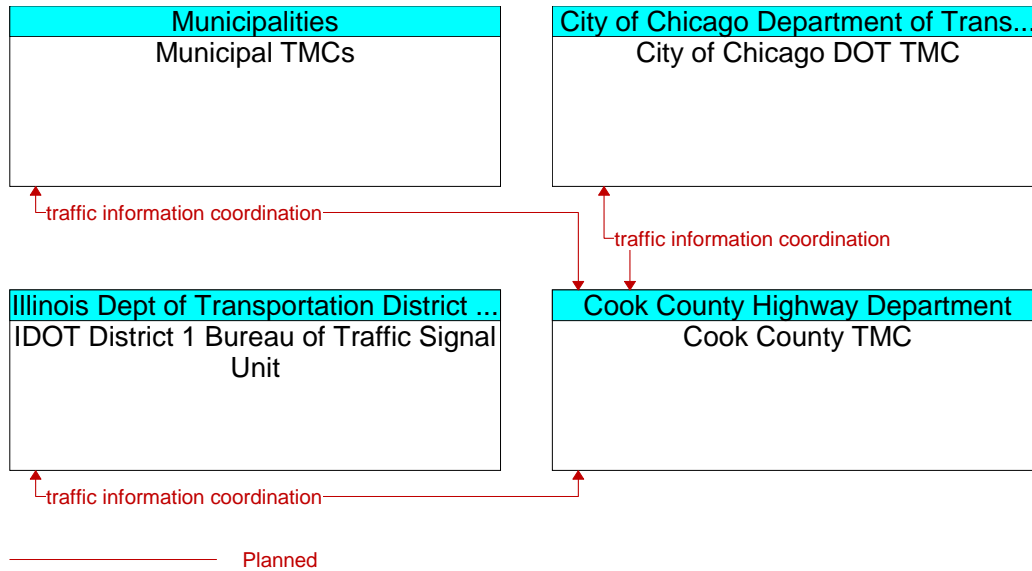 Municipalities
Municipal TMCs
City of Chicago Department of Trans...
City of Chicago DOT TMC
traffic information coordination
traffic information coordination
Illinois Dept of Transportation District ...
IDOT District 1 Bureau of Traffic Signal
Unit
Cook County Highway Department
Cook County TMC
traffic information coordination
Planned